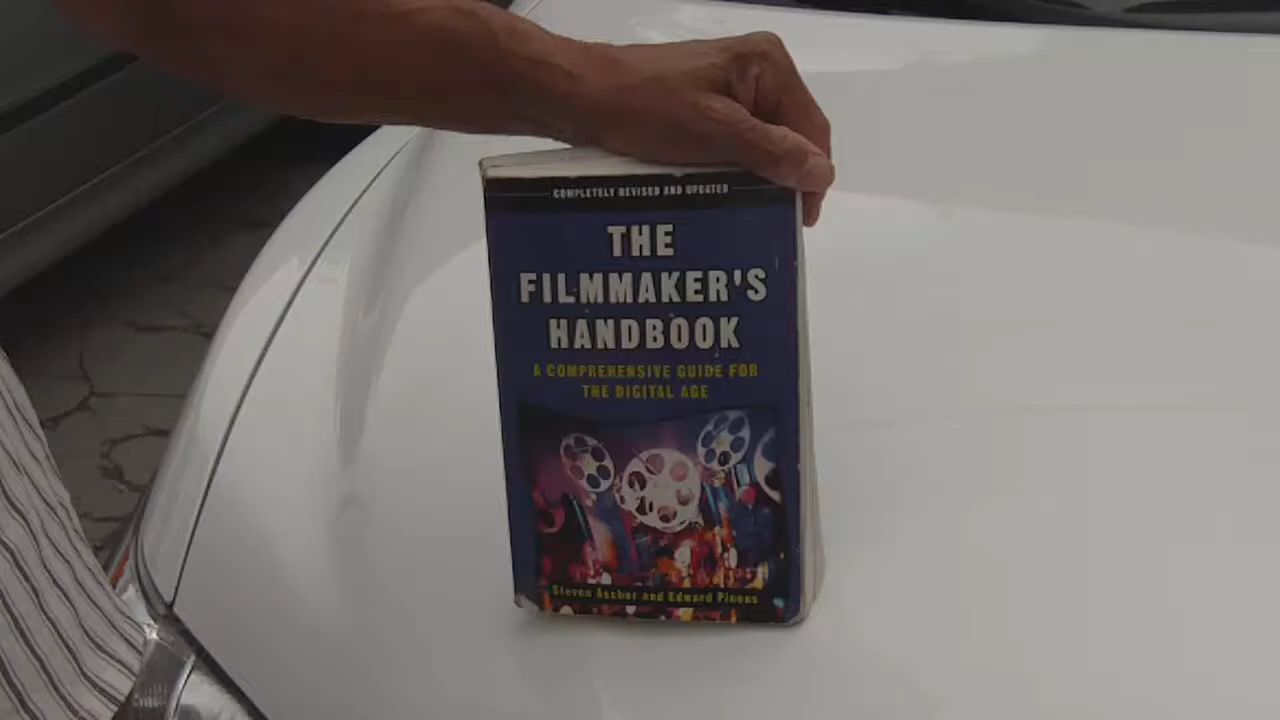 COMPLETELY REVISED AND UPDATED
THE
FILMMAKER'S
HANDBOOK
A COMPREHENSIVE GUIDE FOR
THE DIGITAL AGE
Steven Ascher and Edward Pincus